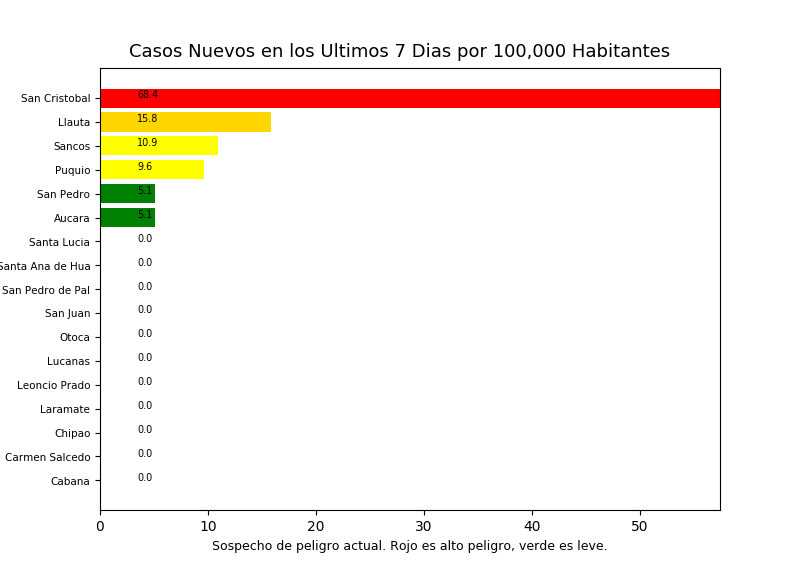 Casos Nuevos en los Ultimos 7 Dias por 100,000 Habitantes
San Cristobal 68.4
Llauta 15.8
Sancos 10.9
Puquio 9.6
San Pedro 5.1
Aucara 5.1
Santa Lucia 0.0
Santa Ana de Hua 0.0
San Pedro de Pal 0.0
San Juan 0.0
Otoca 0.0
Lucanas 0.0
Leoncio Prado 0.0
Laramate 0.0
Chipao 0.0
Carmen Salcedo 0.0
Cabana 0.0
0 10 20 30 40 50
Sospecho de peligro actual. Rojo es alto peligro, verde es leve.